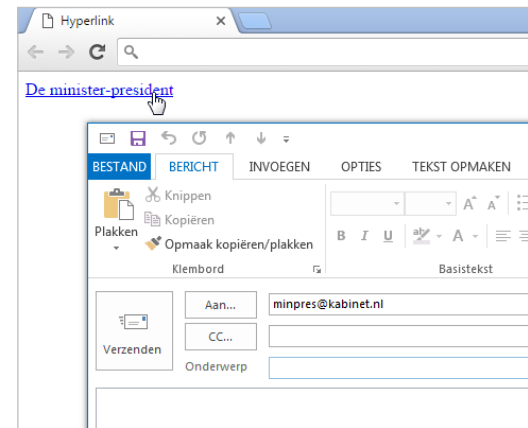 Hyperlink
De minister-president
BESTAND BERICHT INVOEGEN OPTIES TEKST OPMAKEN
Plakken
Knippen
Kopiëren
Opmaak kopiëren/plakken
Klembord
B I U A
Basistekst
Verzenden
Aan... minpres@kabinet.nl
CC...
Onderwerp